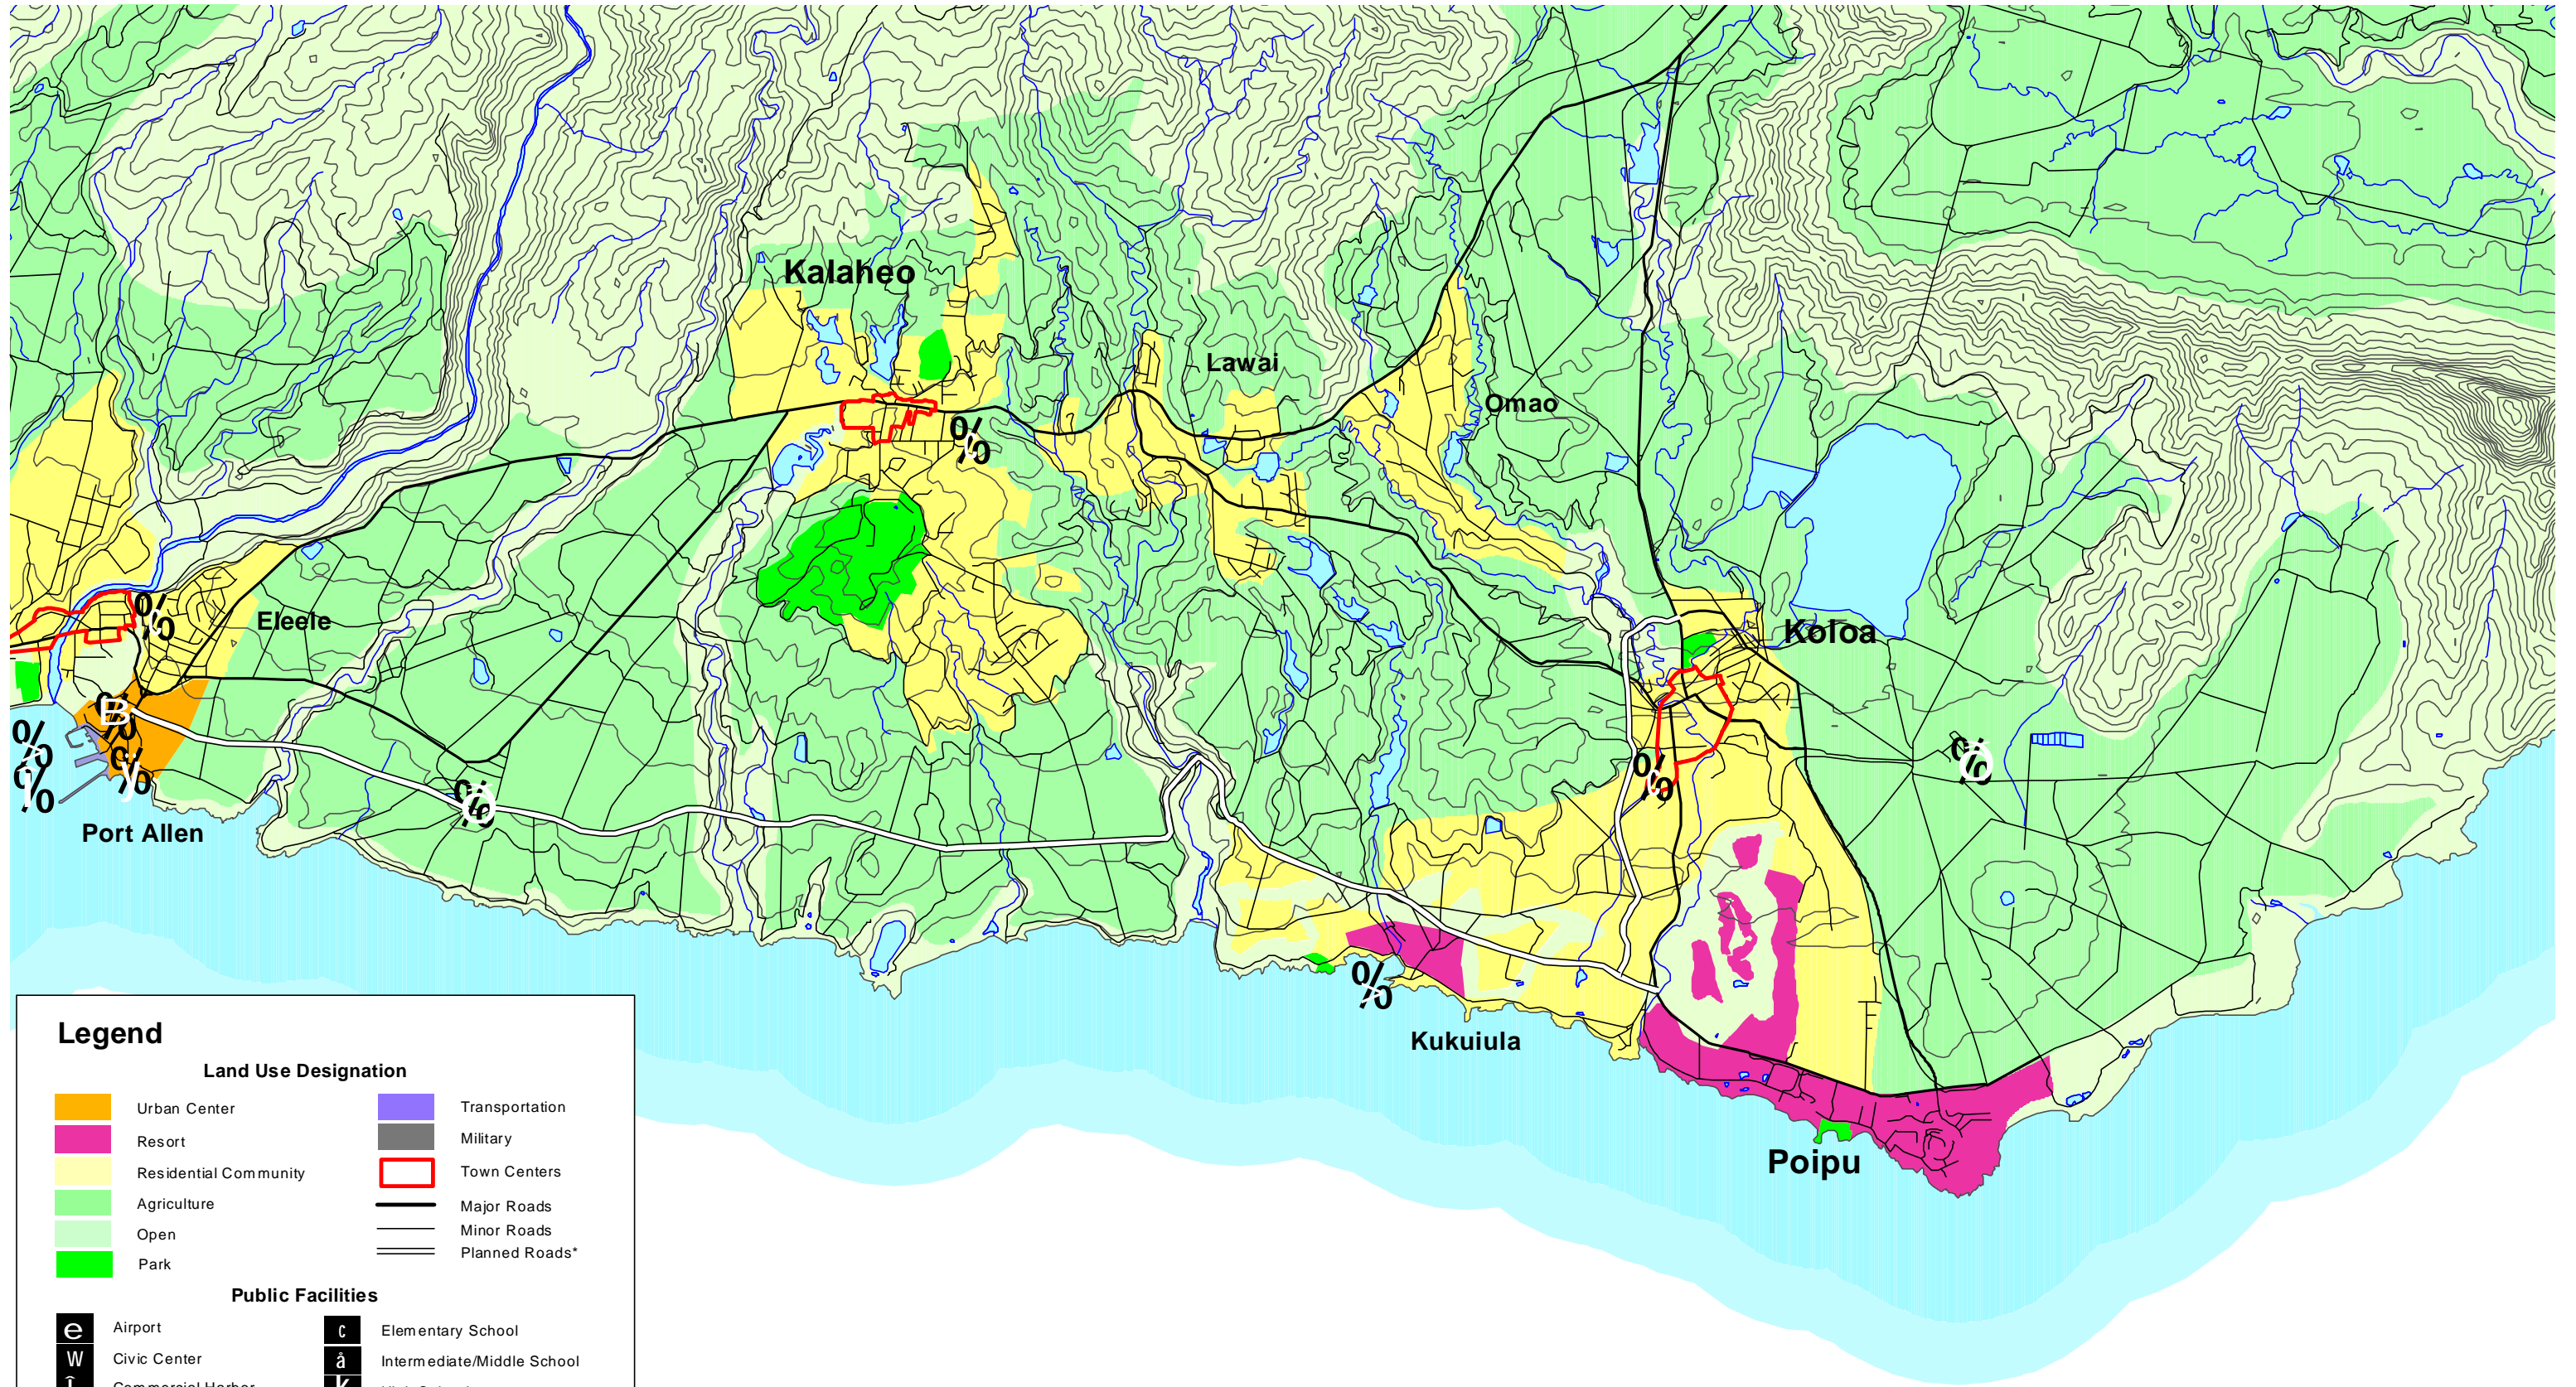 Kalaheo
Lawai
Omao
%
Eleele
%
Koloa
B
%
%
%
%
y
%
%
%
%
Port Allen
%
Kukuiula
Poipu
Legend
Land Use Designation
Urban Center
Transportation
Resort
Military
Residential Community
Town Centers
Agriculture
Major Roads
Open
Minor Roads
Planned Roads*
Park
Public Facilities
e Airport
c Elementary School
W Civic Center
å Intermediate/Middle School